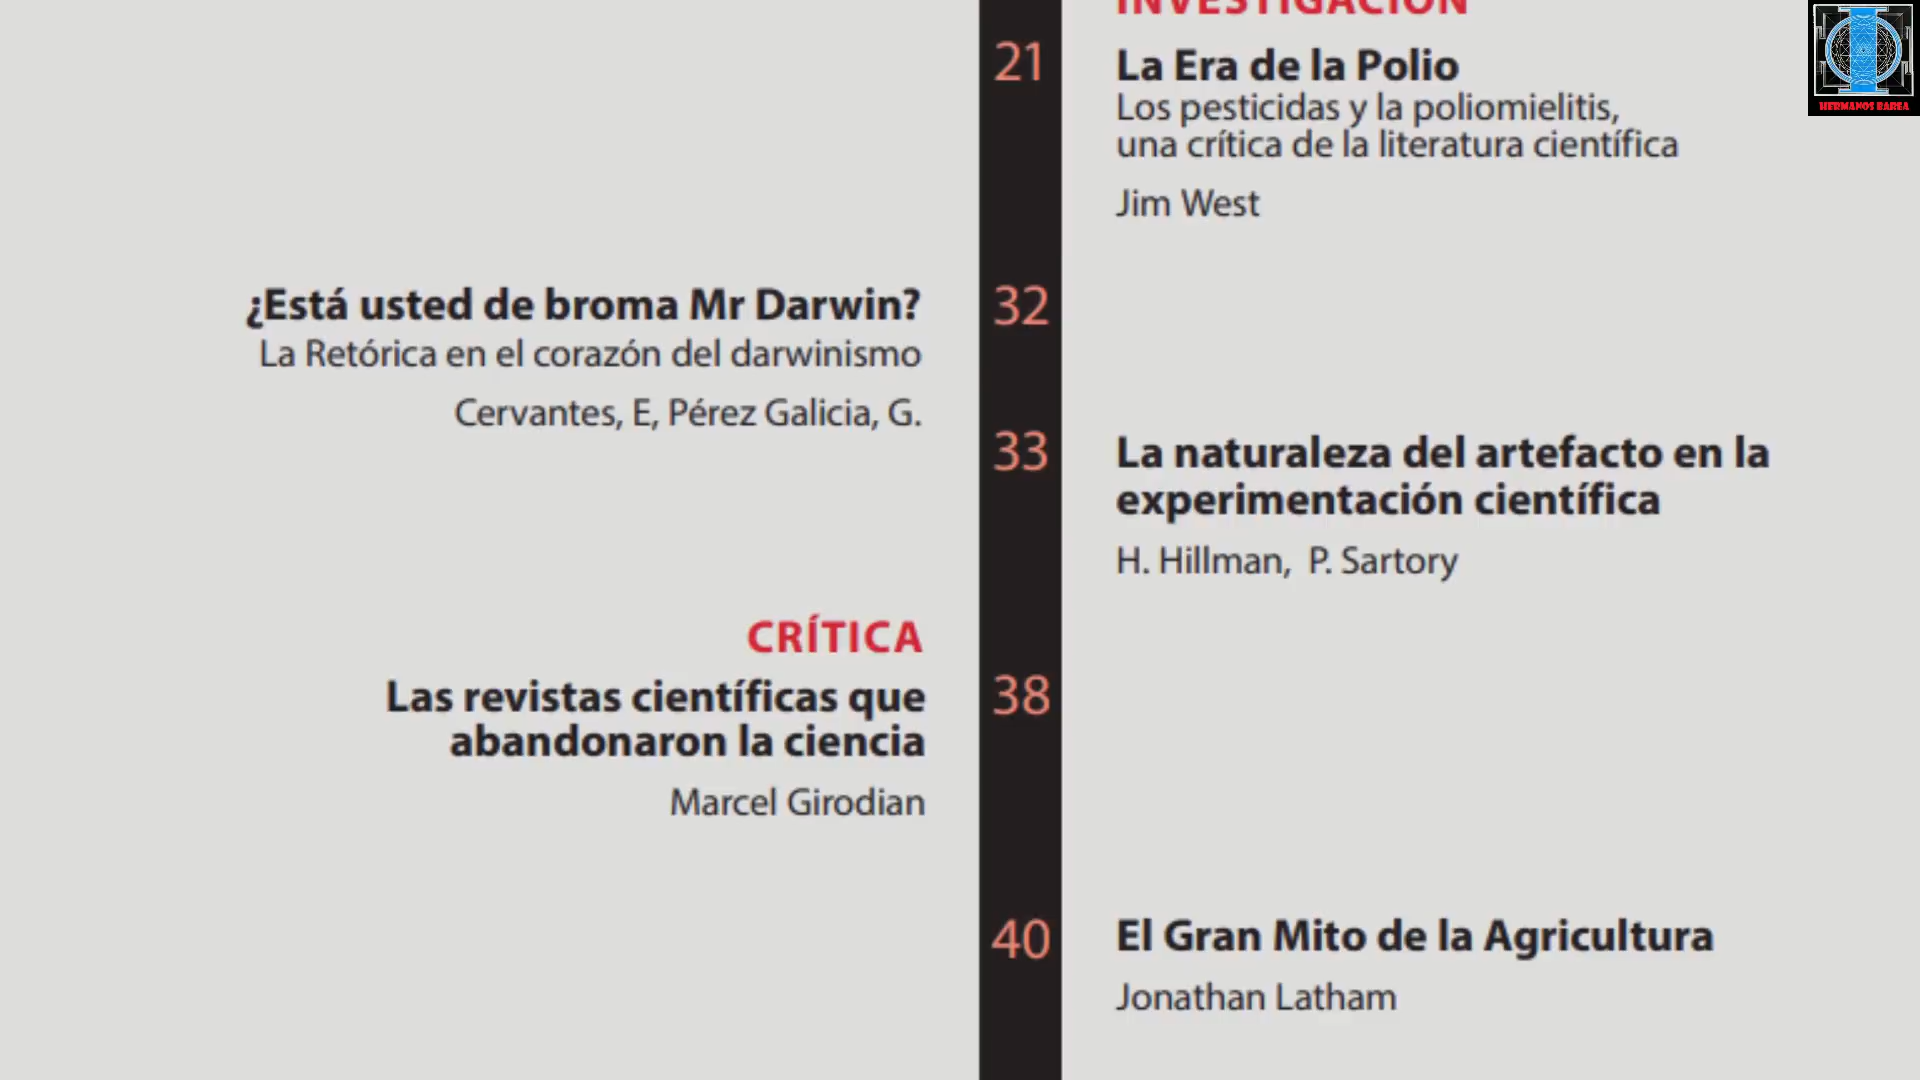 INVESTIGACIÓN
21
La Era de la Polio
Los pesticidas y la poliomielitis,
una crítica de la literatura científica
Jim West
¿Está usted de broma Mr Darwin?
La Retórica en el corazón del darwinismo
Cervantes, E, Pérez Galicia, G.
32
33
La naturaleza del artefacto en la
experimentación científica
H. Hillman, P. Sartory
CRÍTICA
Las revistas científicas que
abandonaron la ciencia
Marcel Girodian
38
40
El Gran Mito de la Agricultura
Jonathan Latham
HERMANOS BAREA